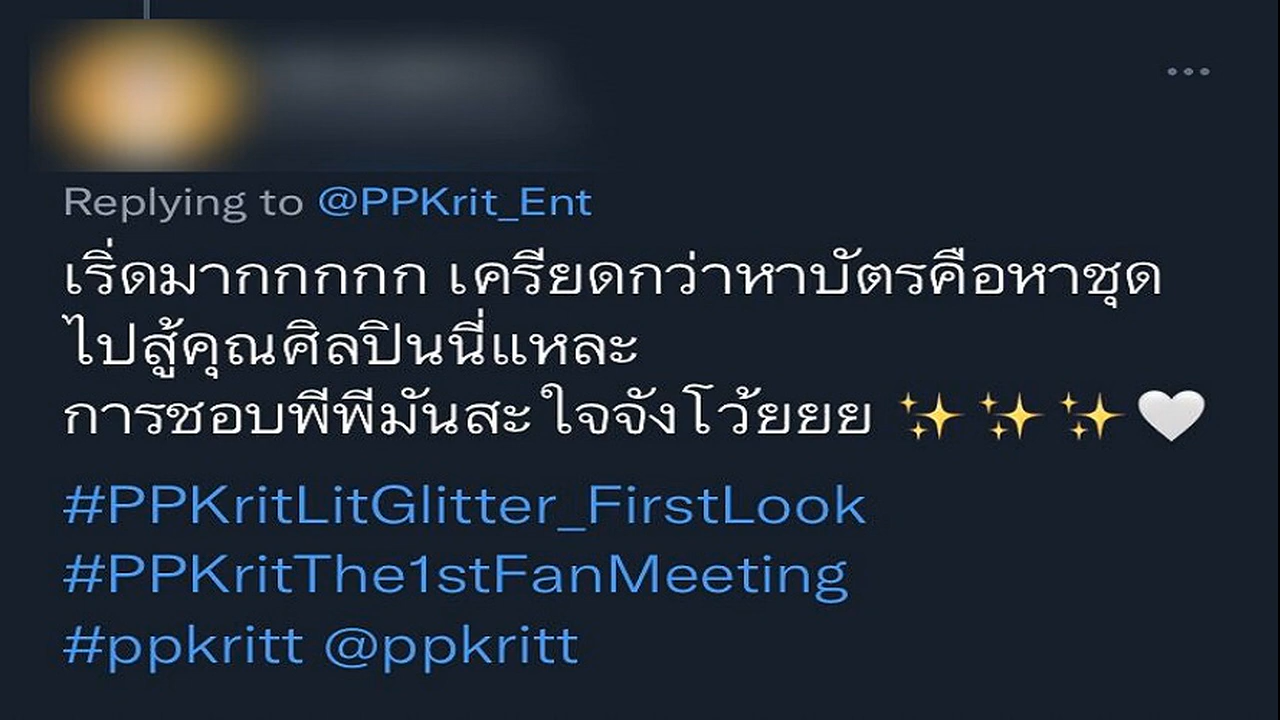 Replying to @PPKrit_Ent
เริ่ดมากกกกกก เครียดกว่าหาบัตรคือหาชุด
ไปสู้คุณศิลปินนี่แหละ
การชอบพีพีมันสะใจจังโว้ยยย ✨✨✨🤍
#PPKritLitGlitter_FirstLook
#PPKritThe1stFanMeeting
#ppkritt @ppkritt